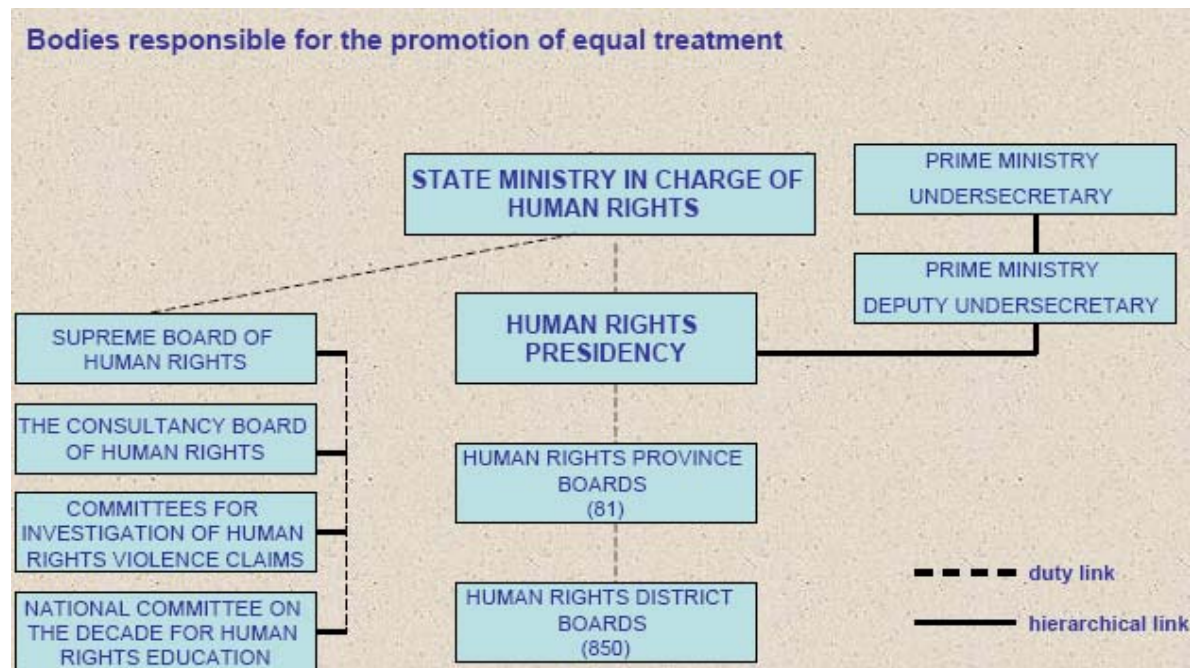 Bodies responsible for the promotion of equal treatment
STATE MINISTRY IN CHARGE OF
HUMAN RIGHTS
PRIME MINISTRY
UNDERSECRETARY
PRIME MINISTRY
DEPUTY UNDERSECRETARY
SUPREME BOARD OF
HUMAN RIGHTS
THE CONSULTANCY BOARD
OF HUMAN RIGHTS
COMMITTEES FOR
INVESTIGATION OF HUMAN
RIGHTS VIOLENCE CLAIMS
NATIONAL COMMITTEE ON
THE DECADE FOR HUMAN
RIGHTS EDUCATION
HUMAN RIGHTS
PRESIDENCY
HUMAN RIGHTS PROVINCE
BOARDS
(81)
HUMAN RIGHTS DISTRICT
BOARDS
(850)
duty link
hierarchical link